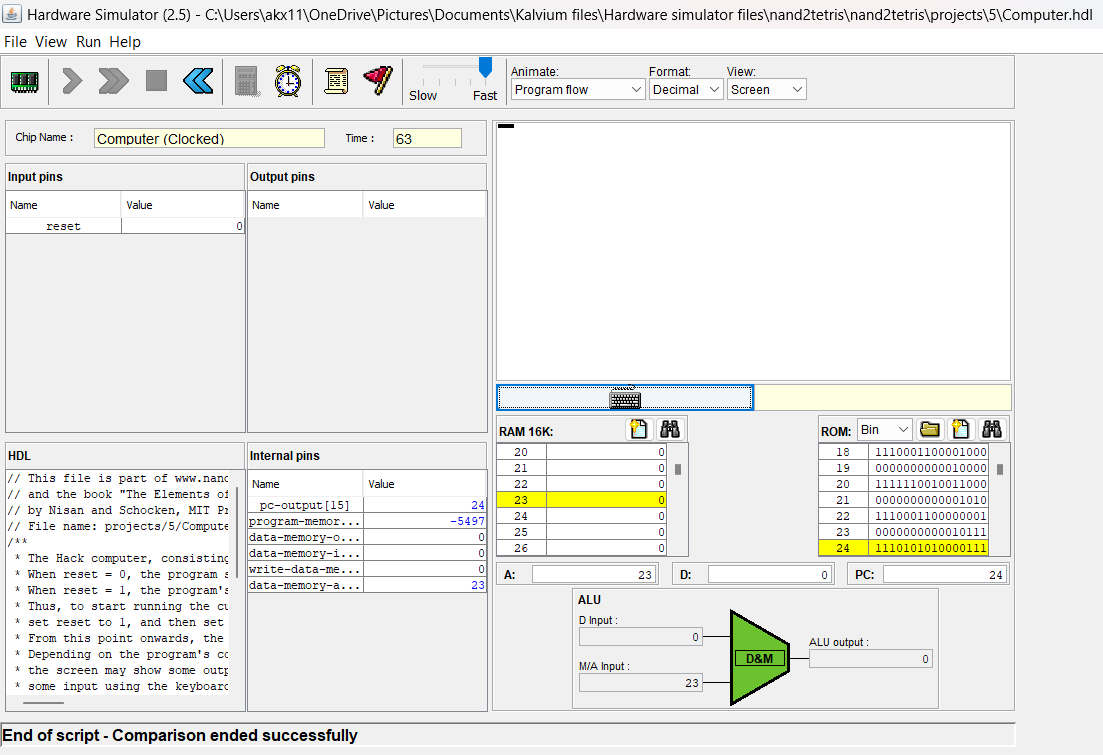 Hardware Simulator (2.5) - C:\Users\akx11\OneDrive\Pictures\Documents\Kalvium files\Hardware simulator files\nand2tetris\nand2tetris\projects\5\Computer.hdl
File View Run Help
Animate: Format: View:
Program flow Decimal Screen
Slow Fast
Chip Name : Computer (Clocked) Time : 63
Input pins
Name Value
reset 0
Output pins
Name Value
HDL
// This file is part of www.nand
// and the book "The Elements of
// by Nisan and Schocken, MIT Pr
// File name: projects/5/Compute
/**
* The Hack computer, consisting
* When reset = 0, the program s
* When reset = 1, the program's
* Thus, to start running the cu
* set reset to 1, and then set
* From this point onwards, the
* Depending on the program's co
* the screen may show some outp
* some input using the keyboard
Internal pins
Name Value
pc-output[15] 24
program-memor... -5497
data-memory-o... 0
data-memory-i... 0
write-data-me... 0
data-memory-a... 23
RAM 16K:
20 0
21 0
22 0
23 0
24 0
25 0
26 0
ROM: Bin
18 1110001100001000
19 0000000000010000
20 1111110010011000
21 0000000000001010
22 1110001100000001
23 0000000000010111
24 1110101010000111
A: 23 D: 0 PC: 24
ALU
D Input :
0
M/A Input :
23
D&M
ALU output :
0
End of script - Comparison ended successfully